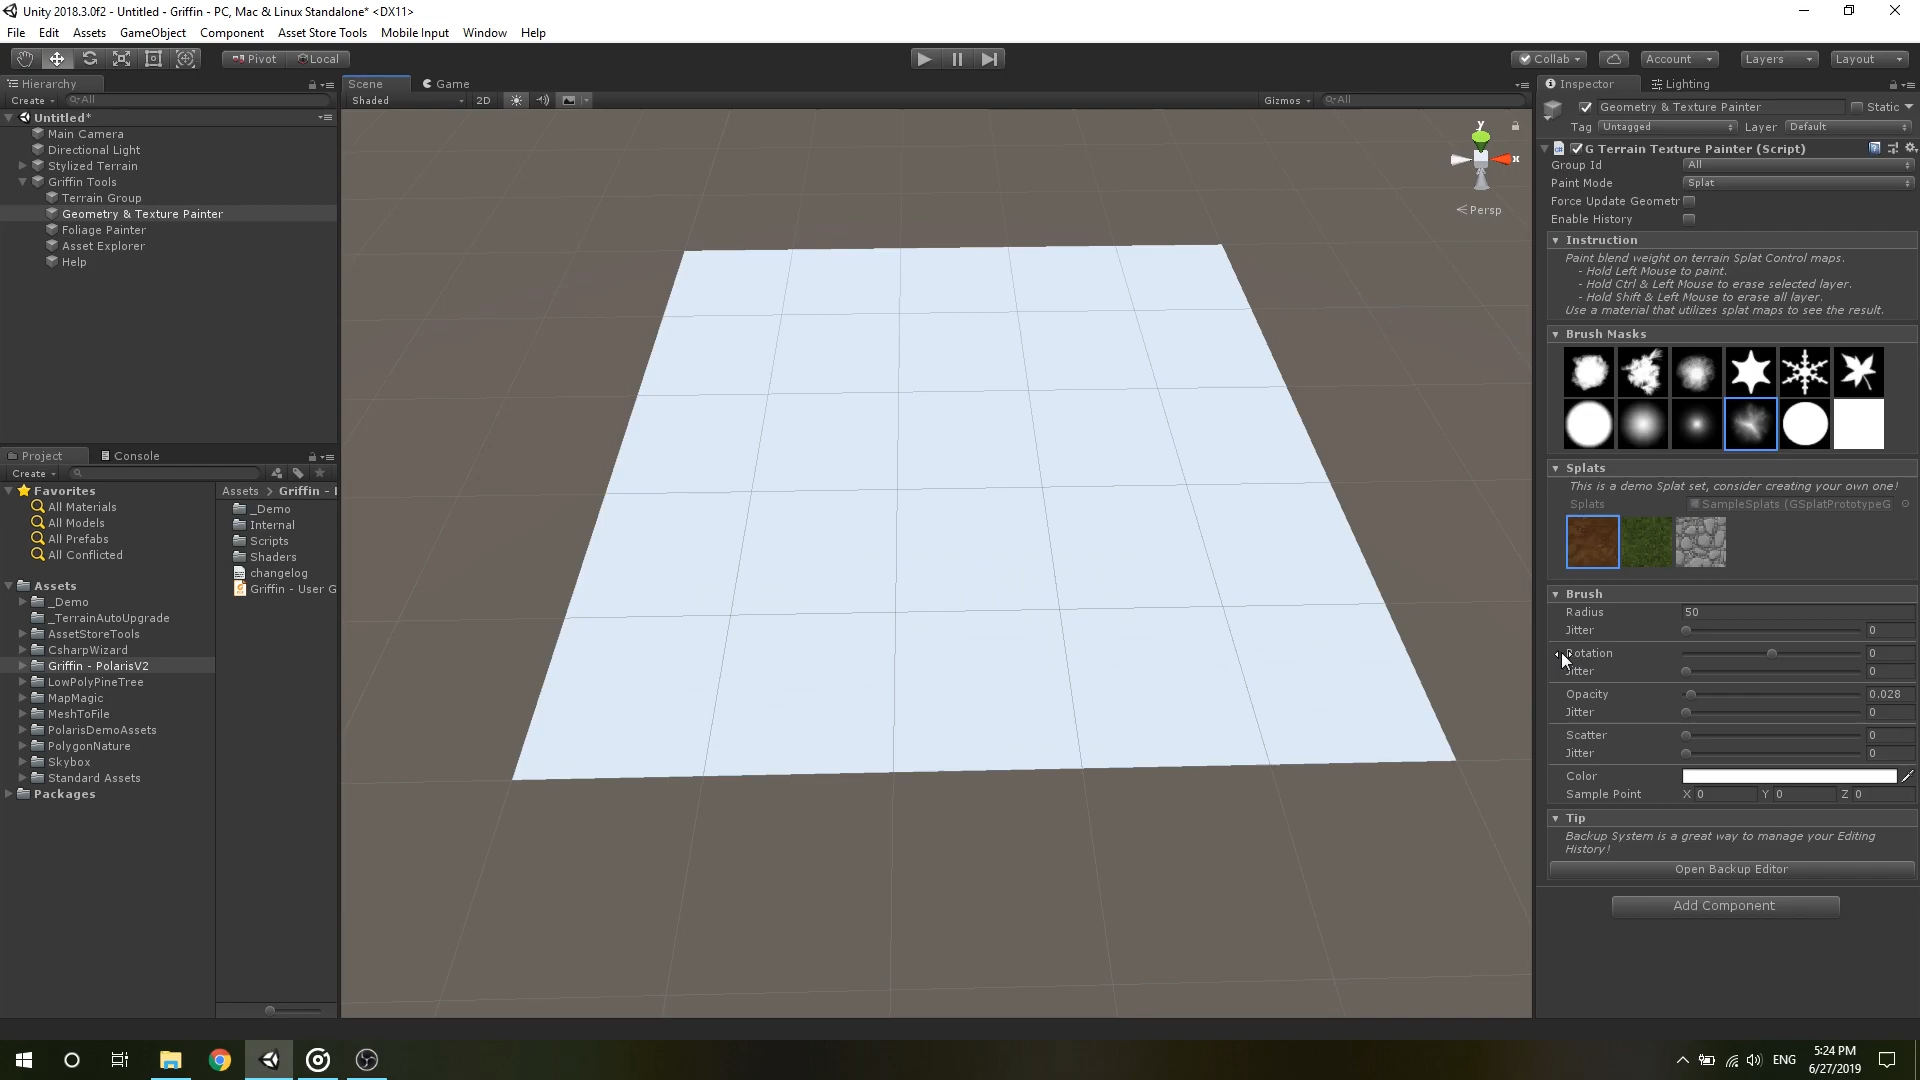 Unity 2018.3.0f2 - Untitled - Griffin - PC, Mac & Linux Standalone* <DX11>
File Edit Assets GameObject Component Asset Store Tools Mobile Input Window Help
Pivot Local
Collab Account Layers Layout
Hierarchy
Create All
Untitled*
Main Camera
Directional Light
Stylized Terrain
Griffin Tools
Terrain Group
Geometry & Texture Painter
Foliage Painter
Asset Explorer
Help
Project Console
Create
Favorites
All Materials
All Models
All Prefabs
All Conflicted
Assets
_Demo
_TerrainAutoUpgrade
AssetStoreTools
CsharpWizard
Griffin - PolarisV2
LowPolyPineTree
MapMagic
MeshToFile
PolarisDemoAssets
PolygonNature
Skybox
Standard Assets
Packages
Assets > Griffin -
_Demo
Internal
Scripts
Shaders
changelog
Griffin - User G
Scene Game
Shaded 2D Gizmos All
y
x
Persp
Inspector Lighting
Geometry & Texture Painter Static
Tag Untagged Layer Default
G Terrain Texture Painter (Script)
Group Id All
Paint Mode Splat
Force Update Geometr
Enable History
Instruction
Paint blend weight on terrain Splat Control maps.
- Hold Left Mouse to paint.
- Hold Ctrl & Left Mouse to erase selected layer.
- Hold Shift & Left Mouse to erase all layer.
Use a material that utilizes splat maps to see the result.
Brush Masks
Splats
This is a demo Splat set, consider creating your own one!
Splats SampleSplats (GSplatPrototypeG
Brush
Radius 50
Jitter 0
otation 0
Jitter 0
Opacity 0.028
Jitter 0
Scatter 0
Jitter 0
Color
Sample Point X 0 Y 0 Z 0
Tip
Backup System is a great way to manage your Editing
History!
Open Backup Editor
Add Component
ENG
5:24 PM
6/27/2019